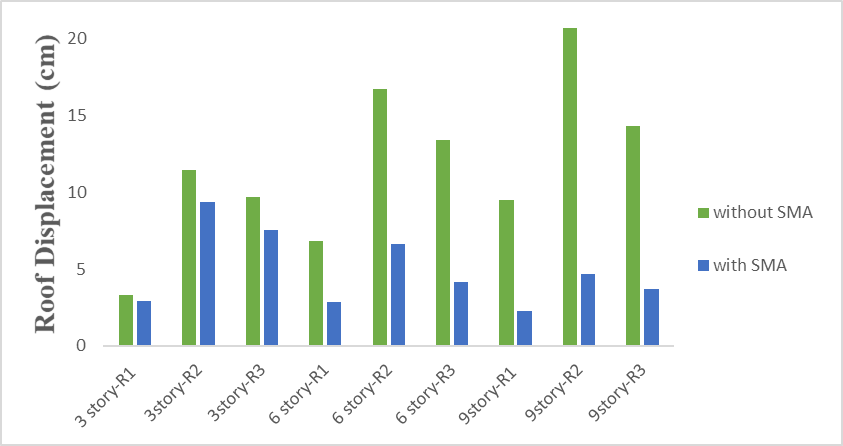 Roof Displacement (cm)
20
15
10
5
0
3 story-R1
3story-R2
3story-R3
6 story-R1
6 story-R2
6 story-R3
9story-R1
9story-R2
9story-R3
without SMA
with SMA